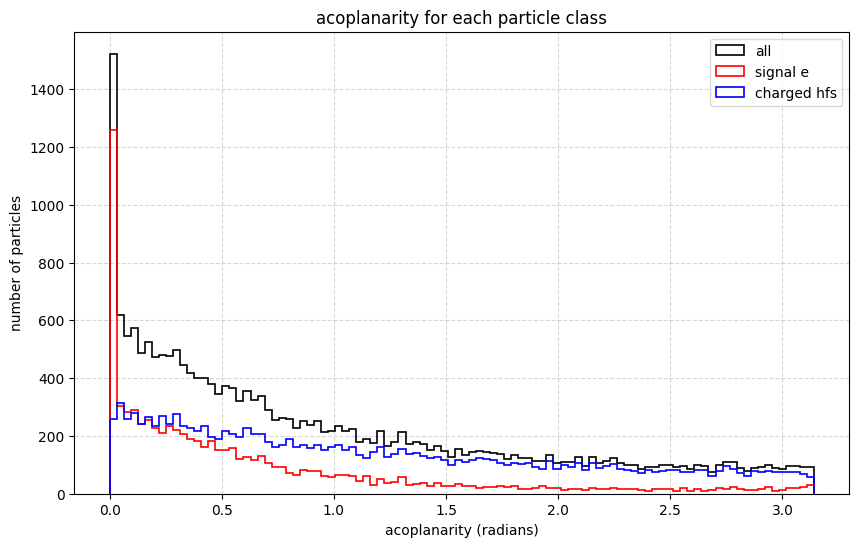 acoplanarity for each particle class
all
signal e
charged hfs
number of particles
1400
1200
1000
800
600
400
200
0
0.0 0.5 1.0 1.5 2.0 2.5 3.0
acoplanarity (radians)